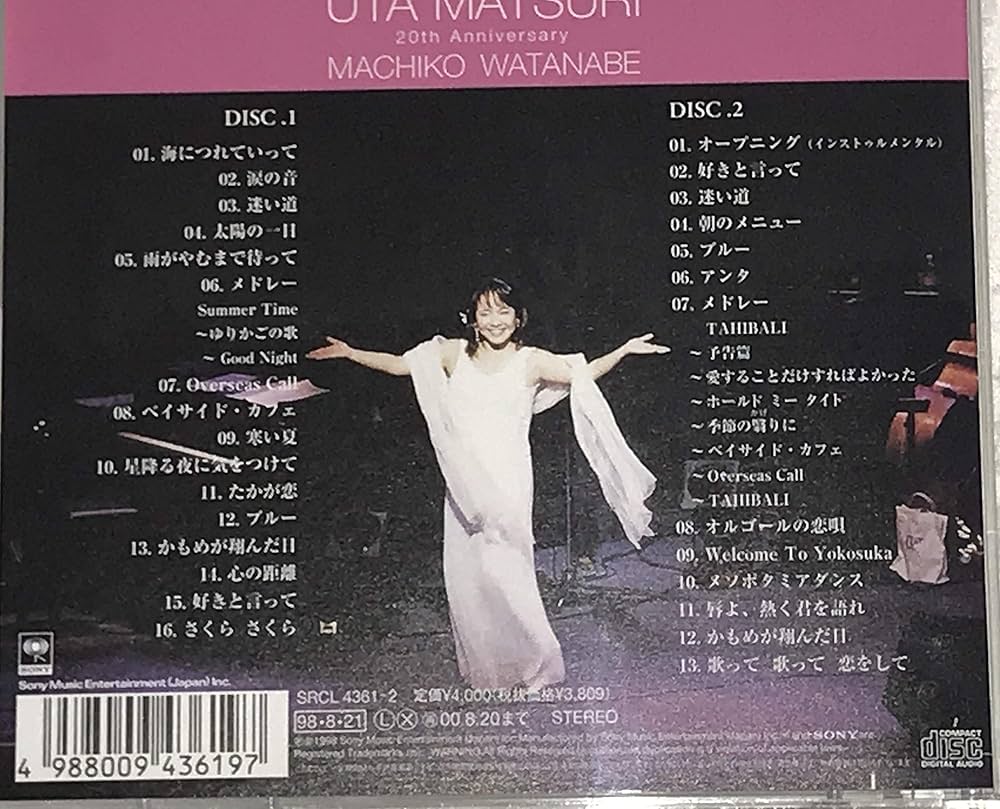 UTA MATSURI
20th Anniversary
MACHIKO WATANABE
DISC .1
01. 海につれていって
02. 涙の音
03. 迷い道
04. 太陽の一日
05. 雨がやむまで待って
06. メドレー
Summer Time
～ゆりかごの歌
～ Good Night
07. Overseas Call
08. ベイサイド・カフェ
09. 寒い夏
10. 星降る夜に気をつけて
11. たかが恋
12. ブルー
13. かもめが翔んだ日
14. 心の距離
15. 好きと言って
16. さくら さくら
DISC .2
01. オープニング (インストゥルメンタル)
02. 好きと言って
03. 迷い道
04. 朝のメニュー
05. ブルー
06. アンタ
07. メドレー
TAHIBALI
～予告篇
～愛することだけすればよかった
～ホールド ミー タイト
～季節の翳りに
かげ
～ベイサイド・カフェ
～Overseas Call
～TAHIBALI
08. オルゴールの恋唄
09. Welcome To Yokosuka
10. メソポタミアダンス
11. 唇よ、熱く君を語れ
12. かもめが翔んだ日
13. 歌って 歌って 恋をして
SONY
Sony Music Entertainment (Japan) Inc.
SRCL 4361-2 定価¥4,000(税抜価格¥3,809)
98・8・21 L X 00.8.20まで STEREO
4 988009 436197
COMPACT
disc
DIGITAL AUDIO